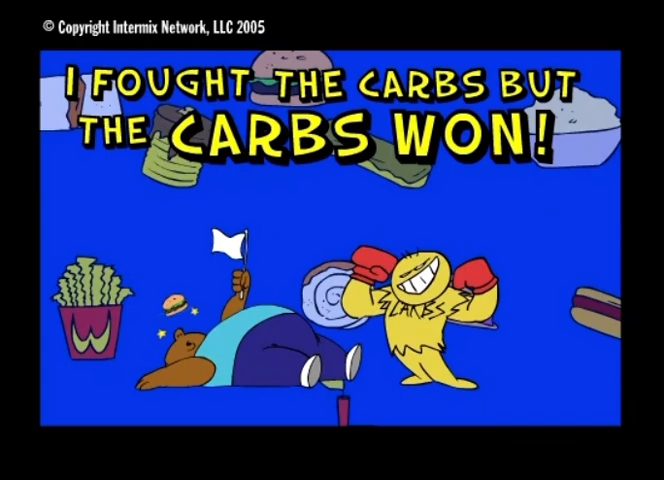 © Copyright Intermix Network, LLC 2005
I FOUGHT THE CARBS BUT
THE CARBS WON!
CARBS